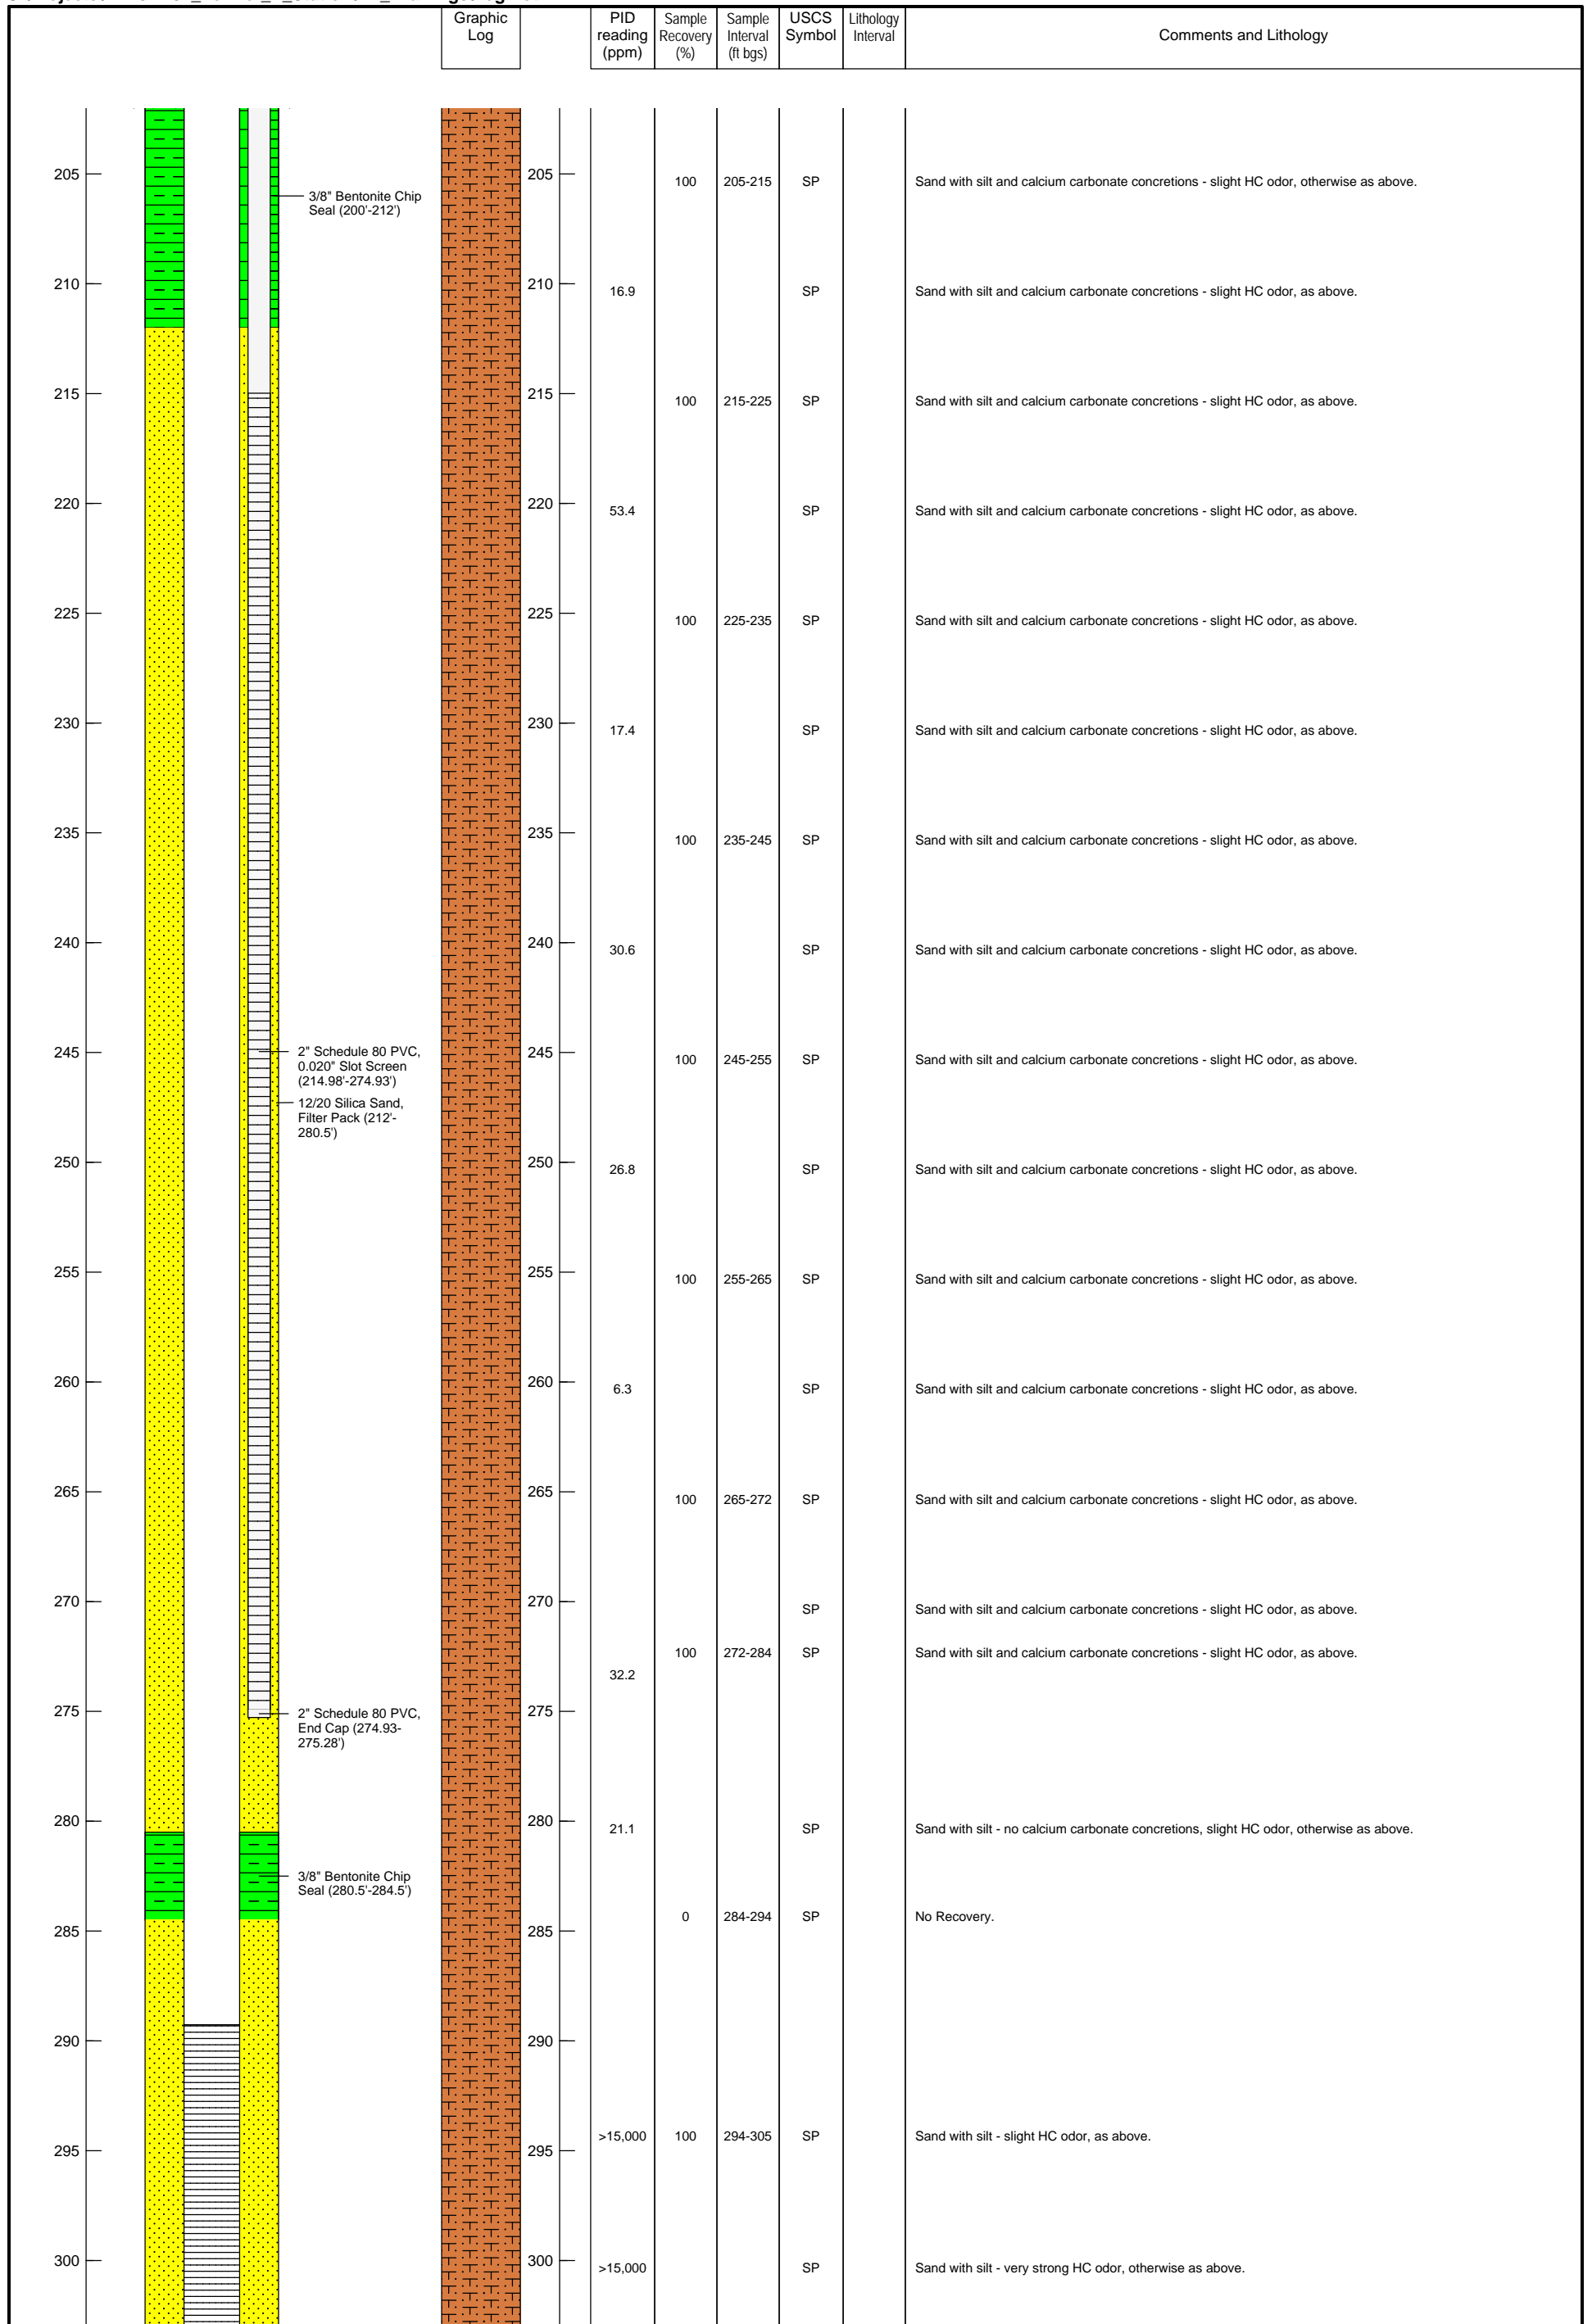 Graphic Log PID reading (ppm) Sample Recovery (%) Sample Interval (ft bgs) USCS Symbol Lithology Interval Comments and Lithology
205 205 100 205-215 SP Sand with silt and calcium carbonate concretions - slight HC odor, otherwise as above.
3/8" Bentonite Chip
Seal (200'-212')
210 210 16.9 SP Sand with silt and calcium carbonate concretions - slight HC odor, as above.
215 215 100 215-225 SP Sand with silt and calcium carbonate concretions - slight HC odor, as above.
220 220 53.4 SP Sand with silt and calcium carbonate concretions - slight HC odor, as above.
225 225 100 225-235 SP Sand with silt and calcium carbonate concretions - slight HC odor, as above.
230 230 17.4 SP Sand with silt and calcium carbonate concretions - slight HC odor, as above.
235 235 100 235-245 SP Sand with silt and calcium carbonate concretions - slight HC odor, as above.
240 240 30.6 SP Sand with silt and calcium carbonate concretions - slight HC odor, as above.
245 2" Schedule 80 PVC, 245 100 245-255 SP Sand with silt and calcium carbonate concretions - slight HC odor, as above.
0.020" Slot Screen
(214.98'-274.93')
12/20 Silica Sand,
Filter Pack (212'-
280.5')
250 250 26.8 SP Sand with silt and calcium carbonate concretions - slight HC odor, as above.
255 255 100 255-265 SP Sand with silt and calcium carbonate concretions - slight HC odor, as above.
260 260 6.3 SP Sand with silt and calcium carbonate concretions - slight HC odor, as above.
265 265 100 265-272 SP Sand with silt and calcium carbonate concretions - slight HC odor, as above.
270 270 SP Sand with silt and calcium carbonate concretions - slight HC odor, as above.
100 272-284 SP Sand with silt and calcium carbonate concretions - slight HC odor, as above.
32.2
275 2" Schedule 80 PVC, 275
End Cap (274.93-
275.28')
280 280 21.1 SP Sand with silt - no calcium carbonate concretions, slight HC odor, otherwise as above.
3/8" Bentonite Chip
Seal (280.5'-284.5')
285 285 0 284-294 SP No Recovery.
290 290
295 295 >15,000 100 294-305 SP Sand with silt - slight HC odor, as above.
300 300 >15,000 SP Sand with silt - very strong HC odor, otherwise as above.